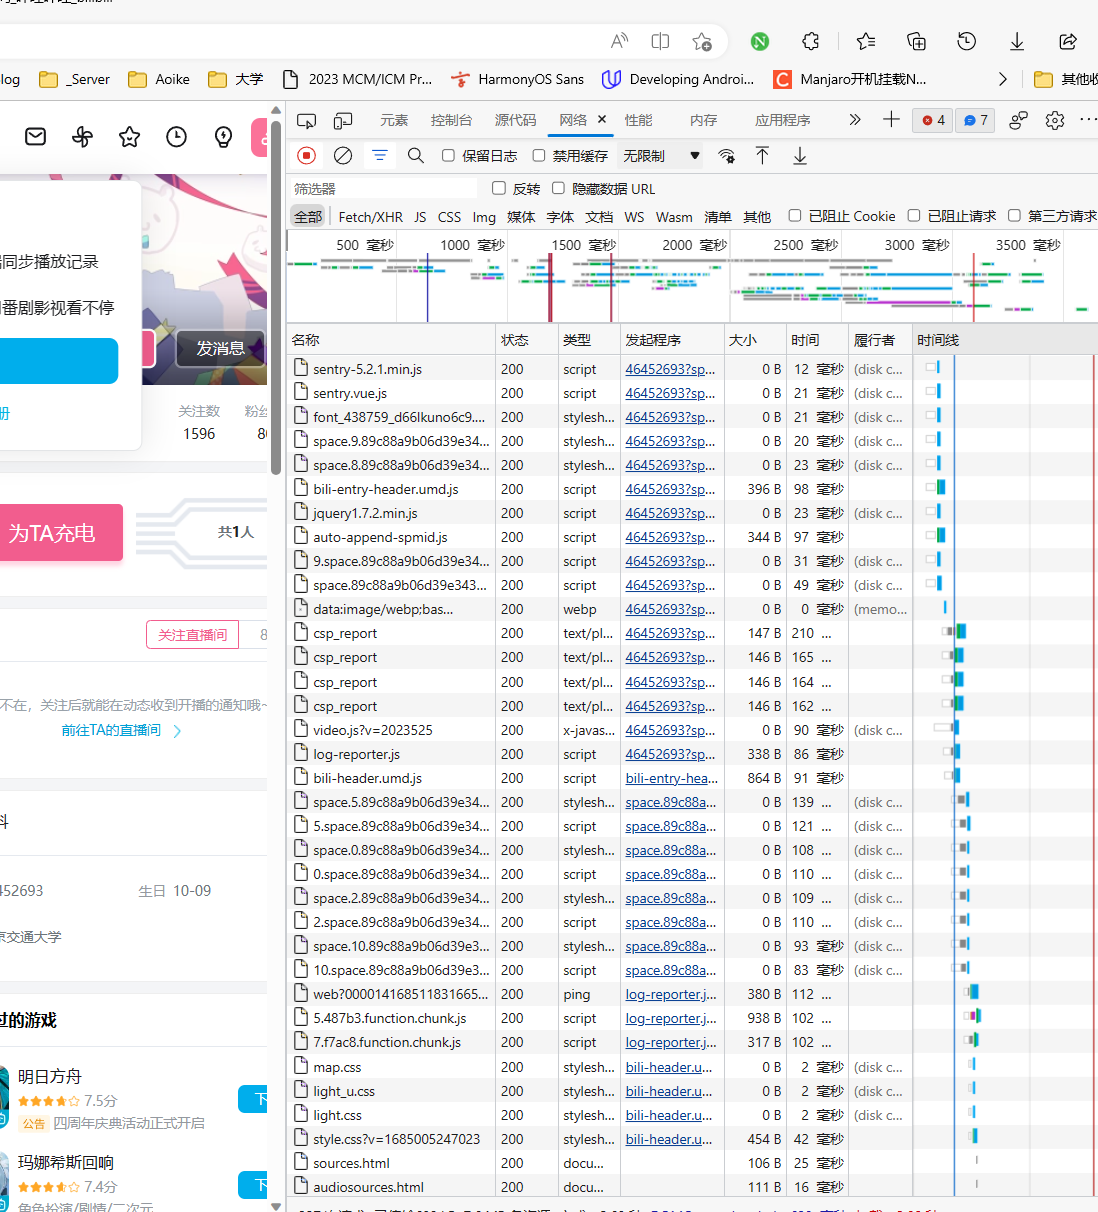 log _Server Aoike 大学 2023 MCM/ICM Pr... HarmonyOS Sans Developing Androi... Manjaro开机挂载N... 其他收
元素 控制台 源代码 网络 性能 内存 应用程序 4 7
保留日志 禁用缓存 无限制
筛选器 反转 隐藏数据 URL
全部 Fetch/XHR JS CSS Img 媒体 字体 文档 WS Wasm 清单 其他 已阻止 Cookie 已阻止请求 第三方请求
500 毫秒 1000 毫秒 1500 毫秒 2000 毫秒 2500 毫秒 3000 毫秒 3500 毫秒
名称 状态 类型 发起程序 大小 时间 履行者 时间线
sentry-5.2.1.min.js 200 script 46452693?sp... 0 B 12 毫秒 (disk c...
sentry.vue.js 200 script 46452693?sp... 0 B 21 毫秒 (disk c...
font_438759_d66lkuno6c9.... 200 stylesh... 46452693?sp... 0 B 21 毫秒 (disk c...
space.9.89c88a9b06d39e34... 200 stylesh... 46452693?sp... 0 B 20 毫秒 (disk c...
space.8.89c88a9b06d39e34... 200 stylesh... 46452693?sp... 0 B 23 毫秒 (disk c...
bili-entry-header.umd.js 200 script 46452693?sp... 396 B 98 毫秒
jquery1.7.2.min.js 200 script 46452693?sp... 0 B 23 毫秒 (disk c...
auto-append-spmid.js 200 script 46452693?sp... 344 B 97 毫秒
9.space.89c88a9b06d39e34... 200 script 46452693?sp... 0 B 31 毫秒 (disk c...
space.89c88a9b06d39e343... 200 script 46452693?sp... 0 B 49 毫秒 (disk c...
data:image/webp;bas... 200 webp 46452693?sp... 0 B 0 毫秒 (memo...
csp_report 200 text/pl... 46452693?sp... 147 B 210 ...
csp_report 200 text/pl... 46452693?sp... 146 B 165 ...
csp_report 200 text/pl... 46452693?sp... 146 B 164 ...
csp_report 200 text/pl... 46452693?sp... 146 B 162 ...
video.js?v=2023525 200 x-javas... 46452693?sp... 0 B 90 毫秒 (disk c...
log-reporter.js 200 script 46452693?sp... 338 B 86 毫秒
bili-header.umd.js 200 script bili-entry-hea... 864 B 91 毫秒
space.5.89c88a9b06d39e34... 200 stylesh... space.89c88a... 0 B 139 ... (disk c...
5.space.89c88a9b06d39e34... 200 script space.89c88a... 0 B 121 ... (disk c...
space.0.89c88a9b06d39e34... 200 stylesh... space.89c88a... 0 B 108 ... (disk c...
0.space.89c88a9b06d39e34... 200 script space.89c88a... 0 B 110 ... (disk c...
space.2.89c88a9b06d39e34... 200 stylesh... space.89c88a... 0 B 109 ... (disk c...
2.space.89c88a9b06d39e34... 200 script space.89c88a... 0 B 110 ... (disk c...
space.10.89c88a9b06d39e3... 200 stylesh... space.89c88a... 0 B 93 毫秒 (disk c...
10.space.89c88a9b06d39e3... 200 script space.89c88a... 0 B 83 毫秒 (disk c...
web?000014168511831665... 200 ping log-reporter.j... 380 B 112 ...
5.487b3.function.chunk.js 200 script log-reporter.j... 938 B 102 ...
7.f7ac8.function.chunk.js 200 script log-reporter.j... 317 B 102 ...
map.css 200 stylesh... bili-header.u... 0 B 2 毫秒 (disk c...
light_u.css 200 stylesh... bili-header.u... 0 B 2 毫秒 (disk c...
light.css 200 stylesh... bili-header.u... 0 B 2 毫秒 (disk c...
style.css?v=1685005247023 200 stylesh... bili-header.u... 454 B 42 毫秒
sources.html 200 docu... 106 B 25 毫秒
audiosources.html 200 docu... 111 B 16 毫秒
同步播放记录
番剧影视看不停
发消息
册
关注数 粉丝
1596
为TA充电 共1人
关注直播间 8
不在，关注后就能在动态收到开播的通知哦~
前往TA的直播间
料
452693 生日 10-09
京交通大学
过的游戏
明日方舟
7.5分
公告 四周年庆典活动正式开启
下
玛娜希斯回响
7.4分
角色扮演/剧情/二次元
下